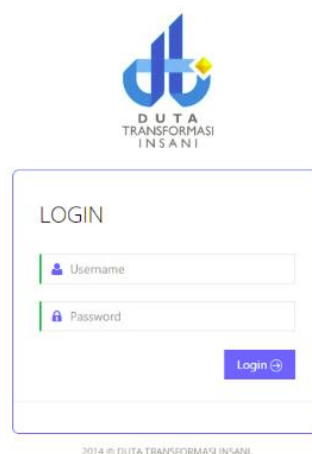 DUTA
TRANSFORMASI
INSANI
LOGIN
Username
Password
Login
2014 © DUTA TRANSFORMASI INSANI